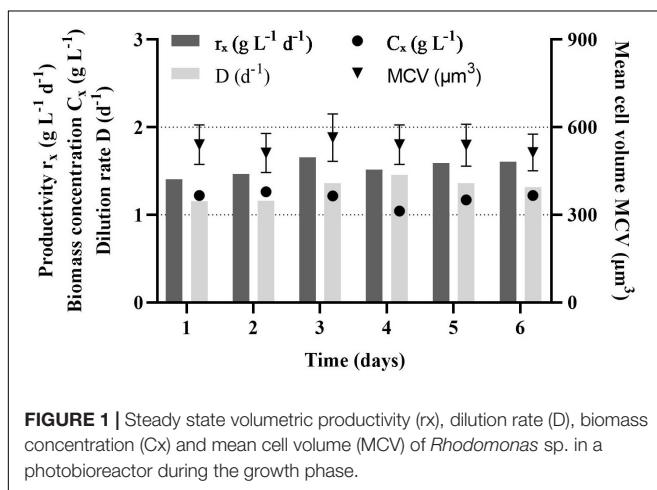 Productivity rₓ (g L⁻¹ d⁻¹)
Biomass concentration Cₓ (g L⁻¹)
Dilution rate D (d⁻¹)
3
2
1
0
rₓ (g L⁻¹ d⁻¹)
D (d⁻¹)
Cₓ (g L⁻¹)
MCV (µm³)
900
600
300
0
Mean cell volume MCV (µm³)
1 2 3 4 5 6
Time (days)
FIGURE 1 | Steady state volumetric productivity (rx), dilution rate (D), biomass
concentration (Cx) and mean cell volume (MCV) of Rhodomonas sp. in a
photobioreactor during the growth phase.